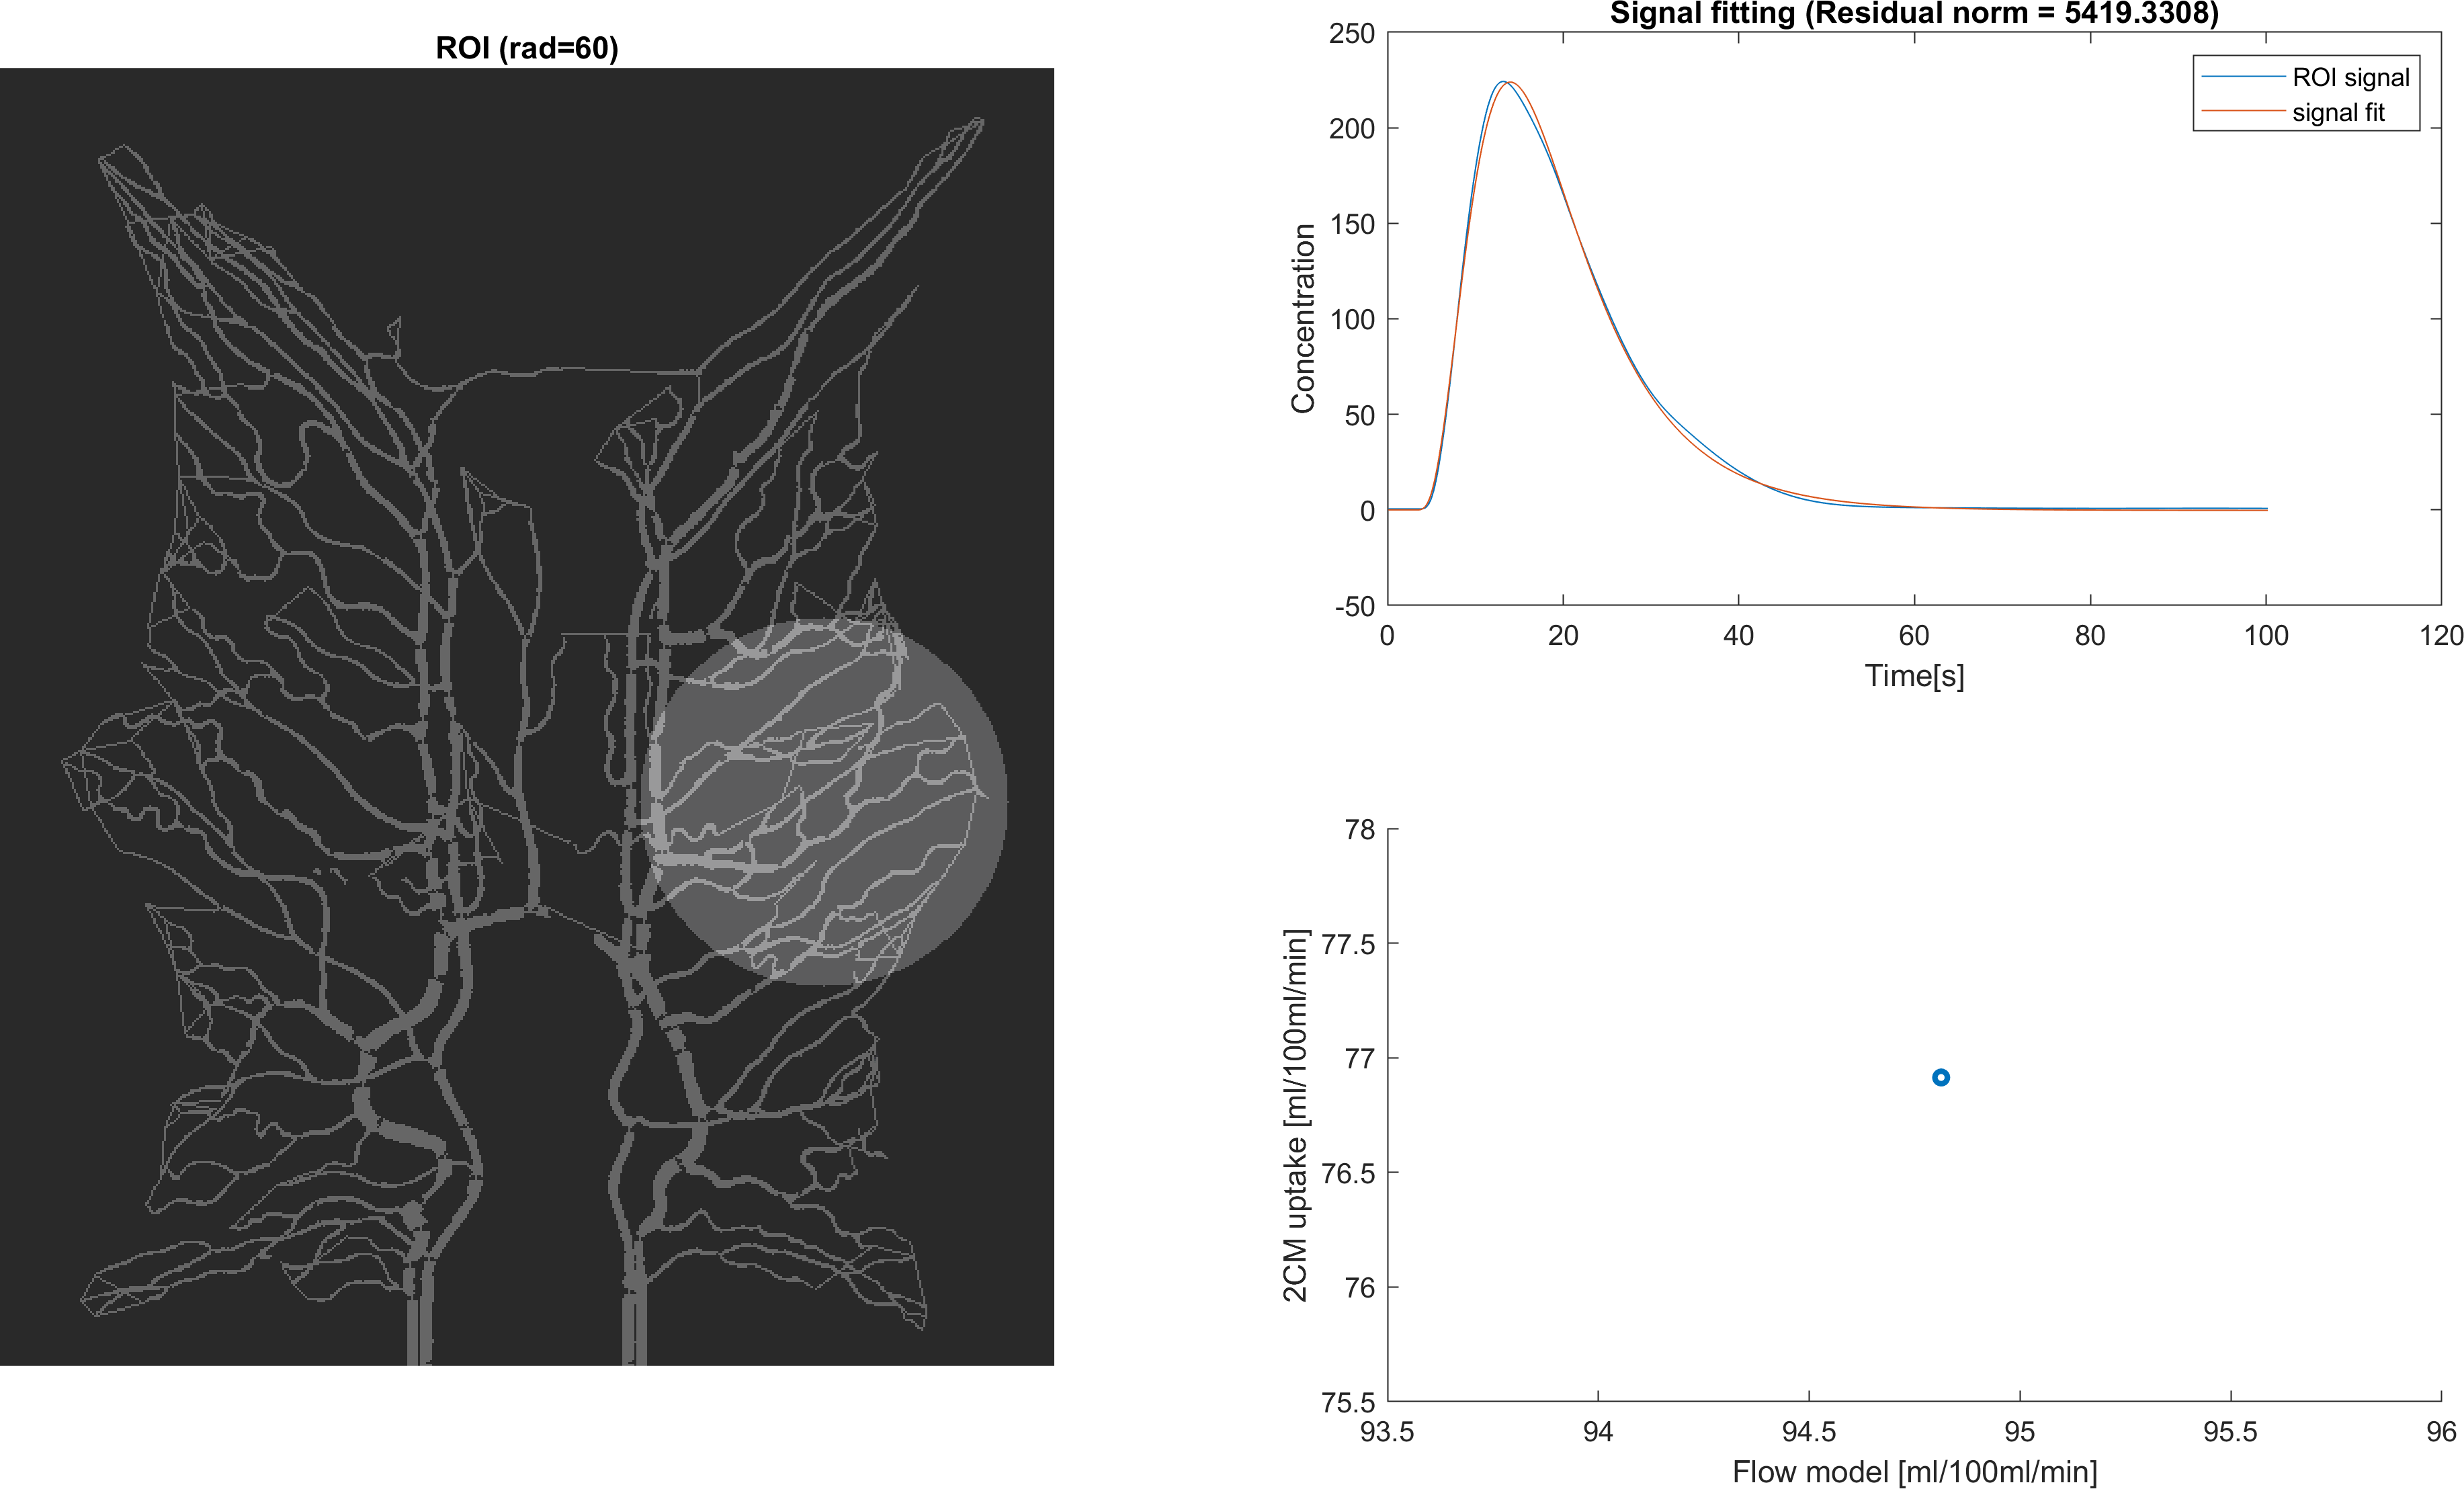 ROI (rad=60)
Signal fitting (Residual norm = 5419.3308)
250
200
150
100
50
0
-50
Concentration
ROI signal
signal fit
0 20 40 60 80 100 120
Time[s]
78
77.5
77
76.5
76
75.5
2CM uptake [ml/100ml/min]
93.5 94 94.5 95 95.5 96
Flow model [ml/100ml/min]